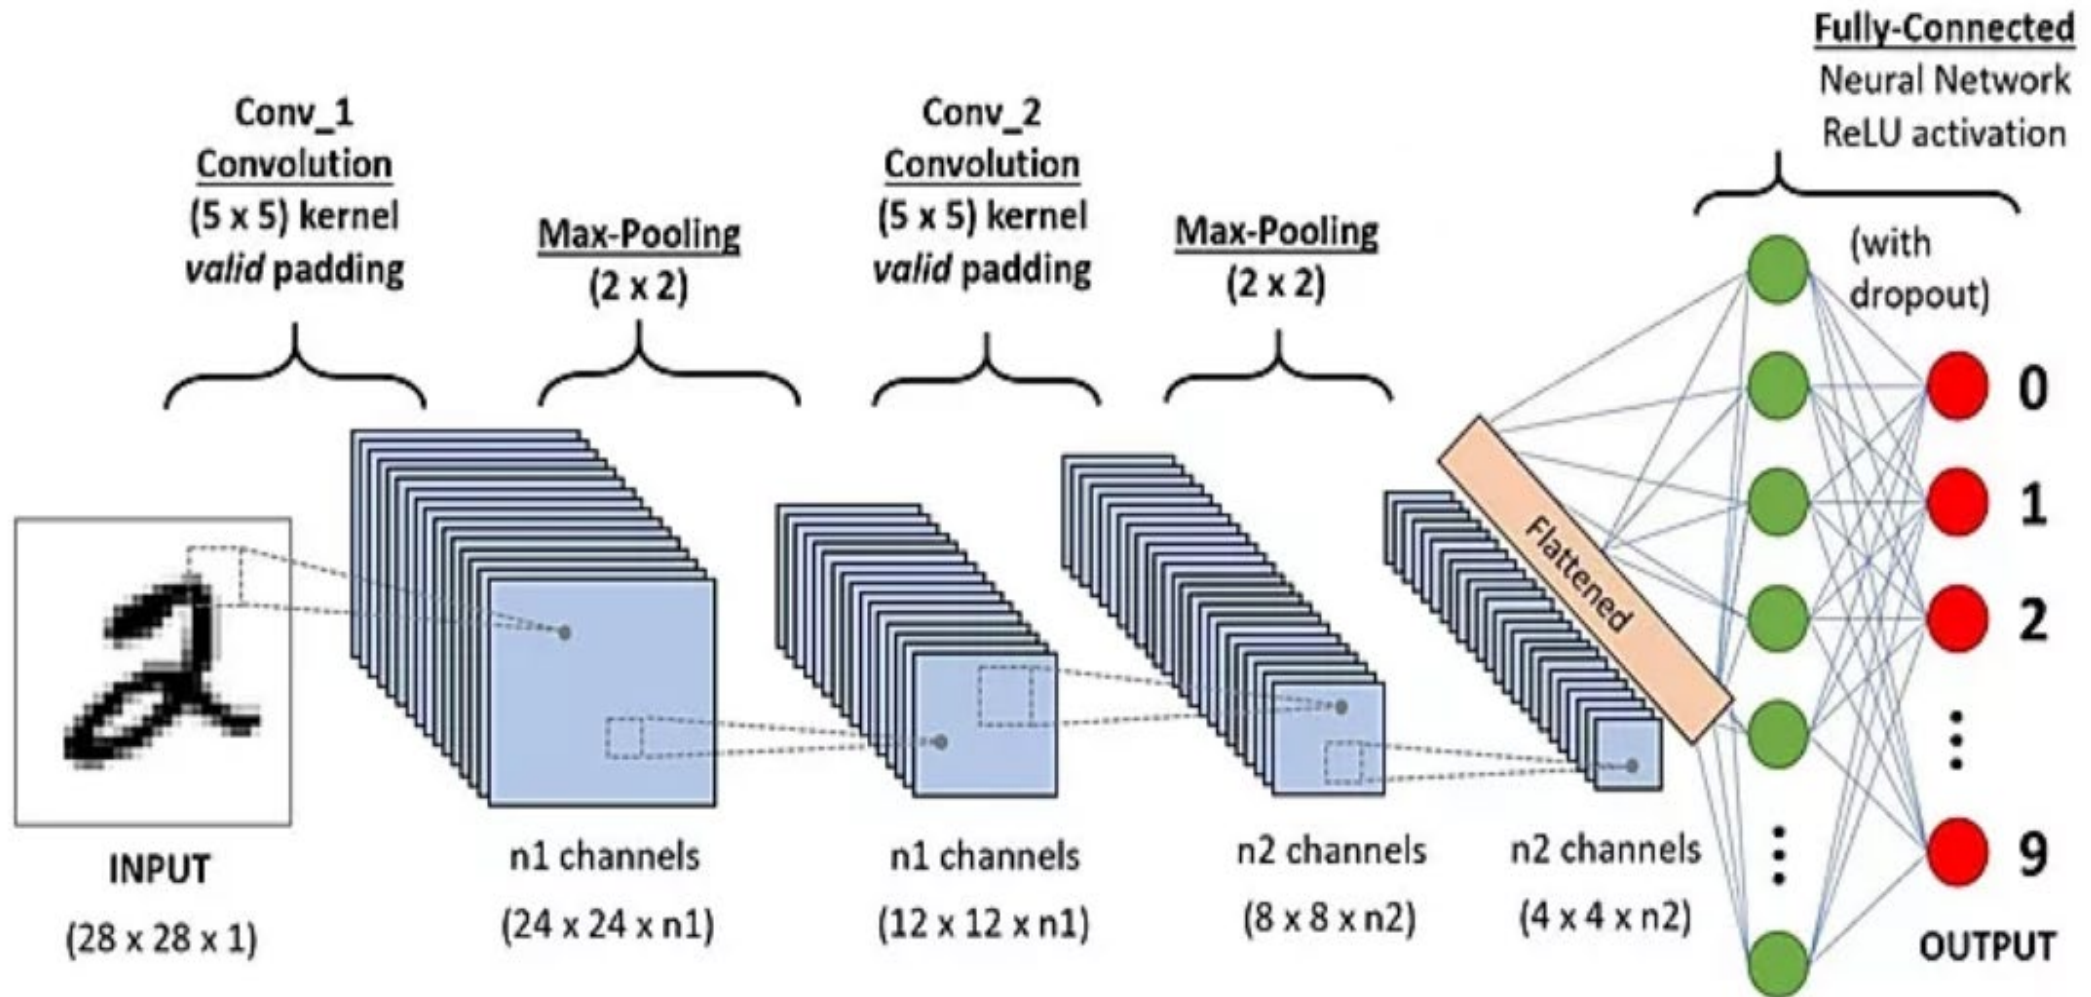 Conv_1
Convolution
(5 x 5) kernel
valid padding
Max-Pooling
(2 x 2)
Conv_2
Convolution
(5 x 5) kernel
valid padding
Max-Pooling
(2 x 2)
Fully-Connected
Neural Network
ReLU activation
(with
dropout)
Flattened
0
1
2
9
OUTPUT
INPUT
(28 x 28 x 1)
n1 channels
(24 x 24 x n1)
n1 channels
(12 x 12 x n1)
n2 channels
(8 x 8 x n2)
n2 channels
(4 x 4 x n2)
2